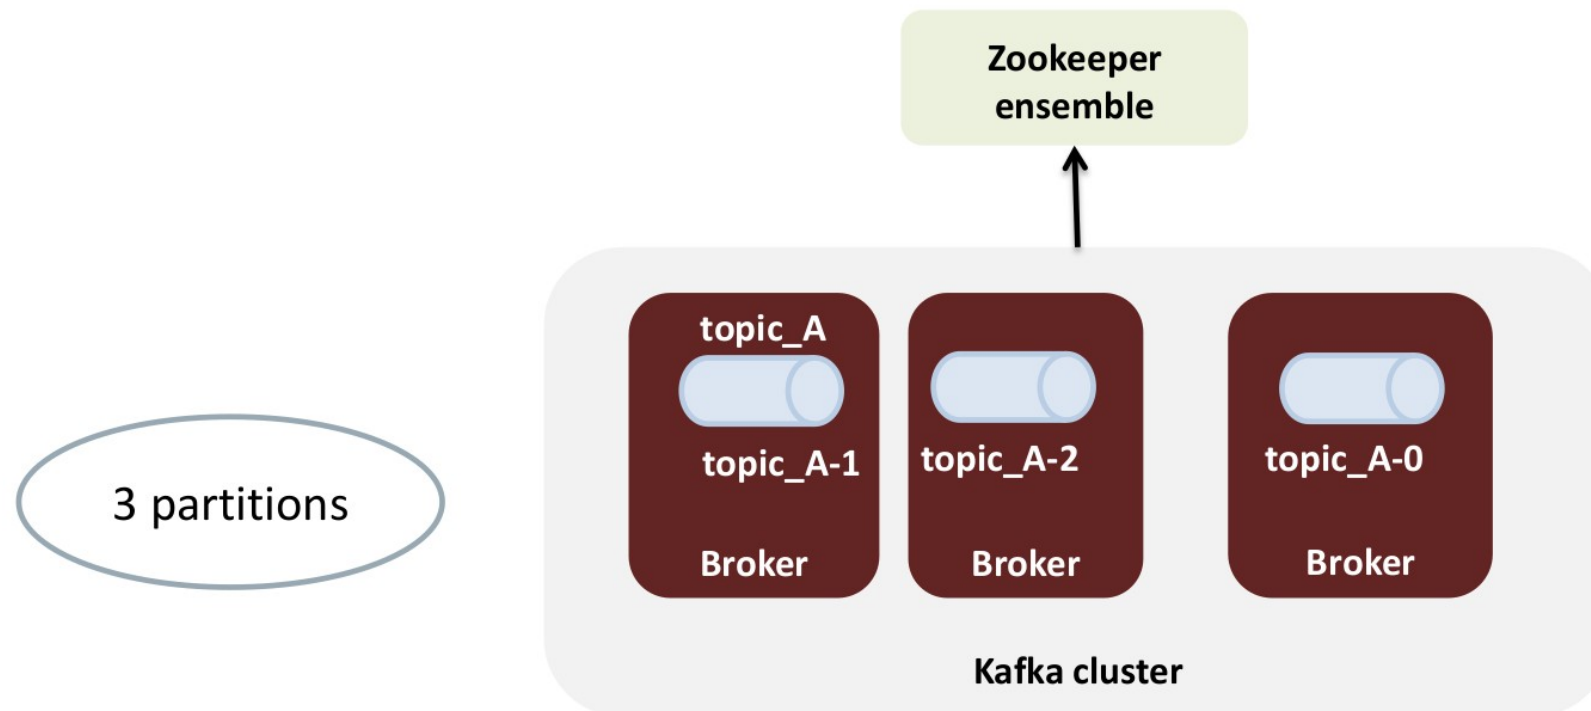 Zookeeper
ensemble
topic_A
topic_A-1
topic_A-2
topic_A-0
3 partitions
Broker
Broker
Broker
Kafka cluster